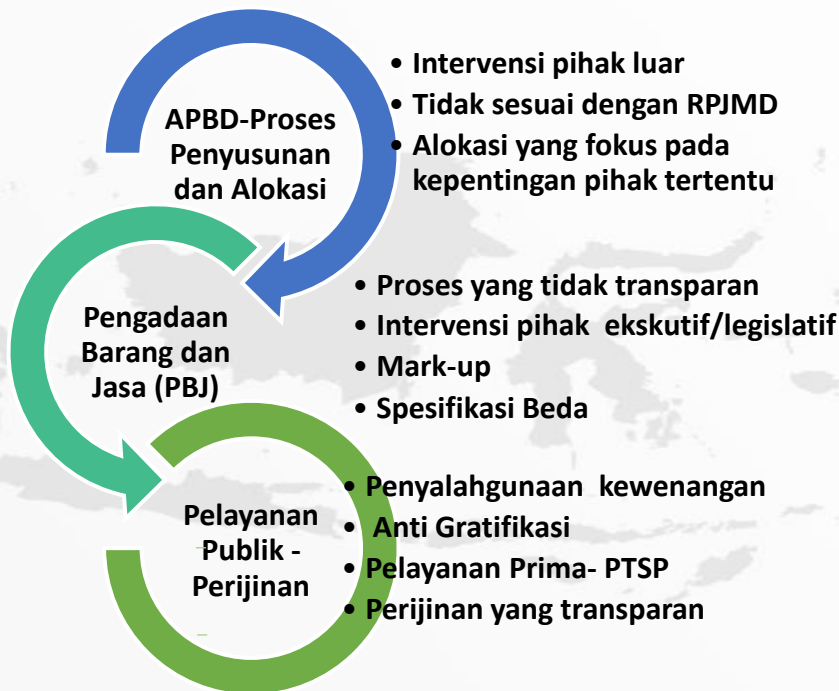 APBD-Proses
Penyusunan
dan Alokasi
• Intervensi pihak luar
• Tidak sesuai dengan RPJMD
• Alokasi yang fokus pada
kepentingan pihak tertentu
Pengadaan
Barang dan
Jasa (PBJ)
• Proses yang tidak transparan
• Intervensi pihak ekskutif/legislatif
• Mark-up
• Spesifikasi Beda
Pelayanan
Publik -
Perijinan
• Penyalahgunaan kewenangan
• Anti Gratifikasi
• Pelayanan Prima- PTSP
• Perijinan yang transparan